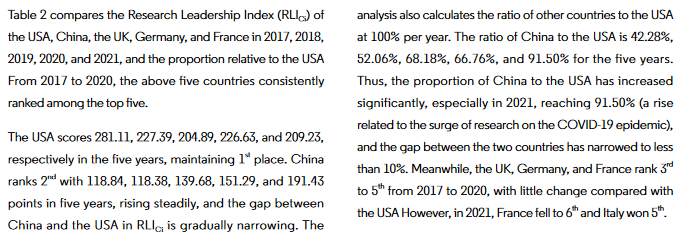 Table 2 compares the Research Leadership Index (RLICi) of
the USA, China, the UK, Germany, and France in 2017, 2018,
2019, 2020, and 2021, and the proportion relative to the USA
From 2017 to 2020, the above five countries consistently
ranked among the top five.
The USA scores 281.11, 227.39, 204.89, 226.63, and 209.23,
respectively in the five years, maintaining 1st place. China
ranks 2nd with 118.84, 118.38, 139.68, 151.29, and 191.43
points in five years, rising steadily, and the gap between
China and the USA in RLICi is gradually narrowing. The
analysis also calculates the ratio of other countries to the USA
at 100% per year. The ratio of China to the USA is 42.28%,
52.06%, 68.18%, 66.76%, and 91.50% for the five years.
Thus, the proportion of China to the USA has increased
significantly, especially in 2021, reaching 91.50% (a rise
related to the surge of research on the COVID-19 epidemic),
and the gap between the two countries has narrowed to less
than 10%. Meanwhile, the UK, Germany, and France rank 3rd
to 5th from 2017 to 2020, with little change compared with
the USA However, in 2021, France fell to 6th and Italy won 5th.